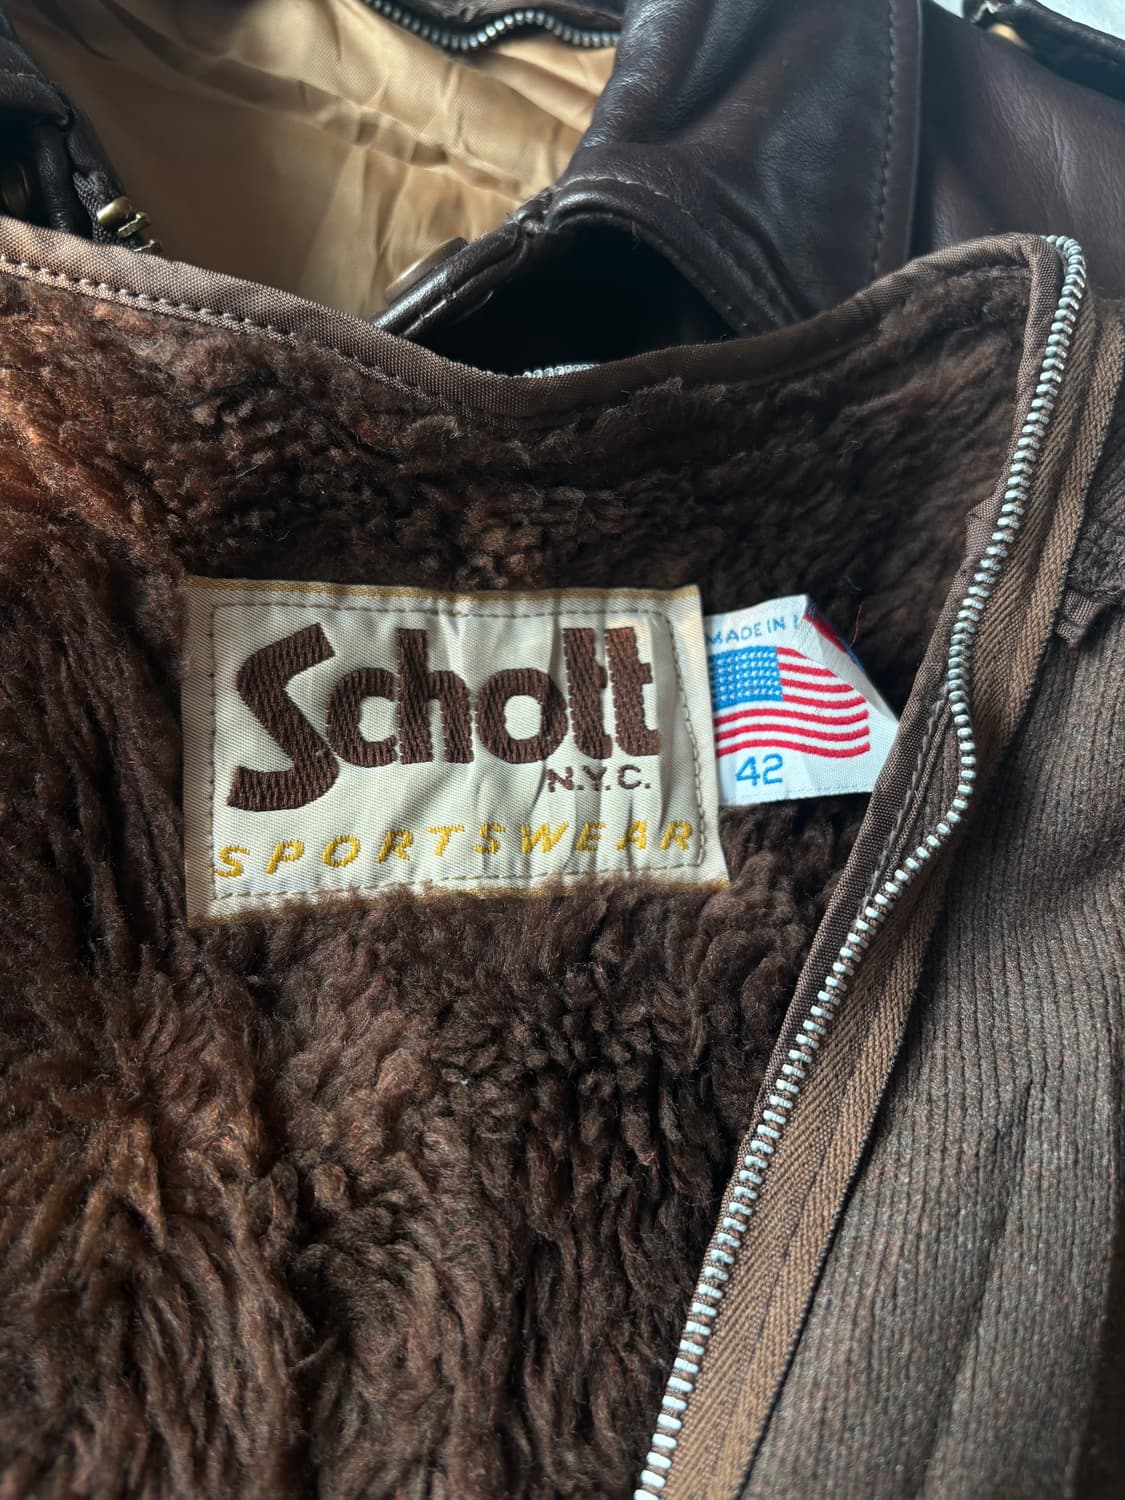 Schott
N.Y.C.
SPORTSWEAR
MADE IN
42